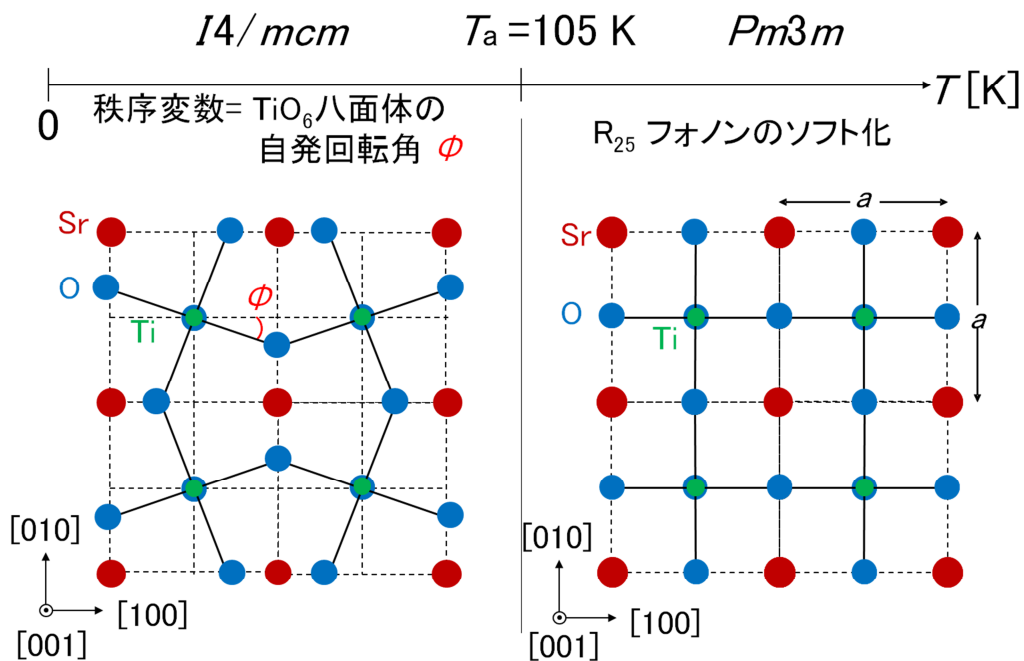 I4/mcm
Ta =105 K
Pm3m
T [K]
0
秩序変数= TiO6八面体の
自発回転角 Φ
R25 フォノンのソフト化
Sr
O
Φ
Ti
[010]
[100]
[001]
a
Sr
a
O
Ti
[010]
[100]
[001]